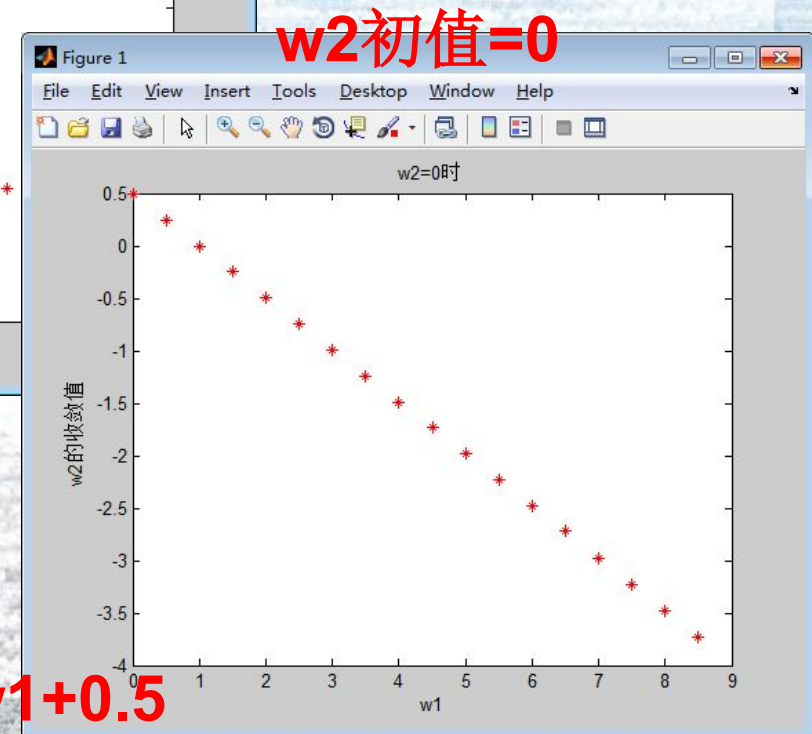 w2初值=0
Figure 1
File Edit View Insert Tools Desktop Window Help
w2=0时
0.5
0
-0.5
-1
-1.5
-2
-2.5
-3
-3.5
-4
w2的收敛值
0 1 2 3 4 5 6 7 8 9
w1
1+0.5